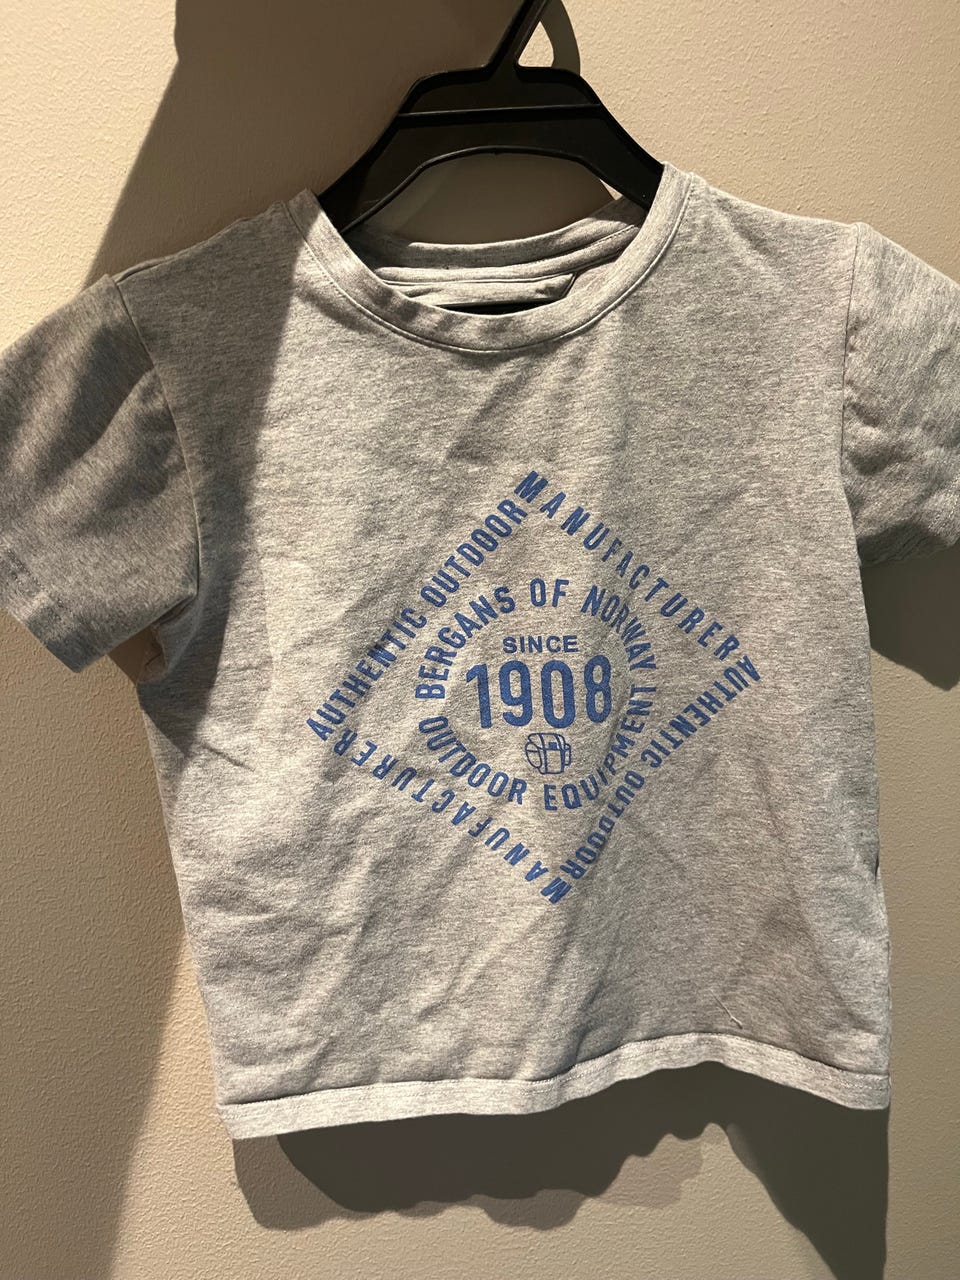 AUTHENTIC OUTDOOR
MANUFACTURER
AUTHENTIC OUTDOOR
MANUFACTURER
BERGANS OF NORWAY
OUTDOOR EQUIPMENT
SINCE
1908